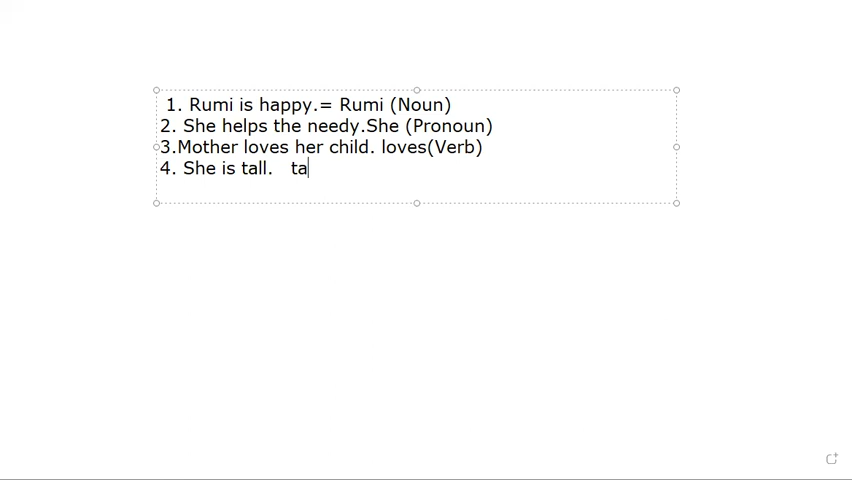 1. Rumi is happy.= Rumi (Noun)
2. She helps the needy.She (Pronoun)
3.Mother loves her child. loves(Verb)
4. She is tall.   ta